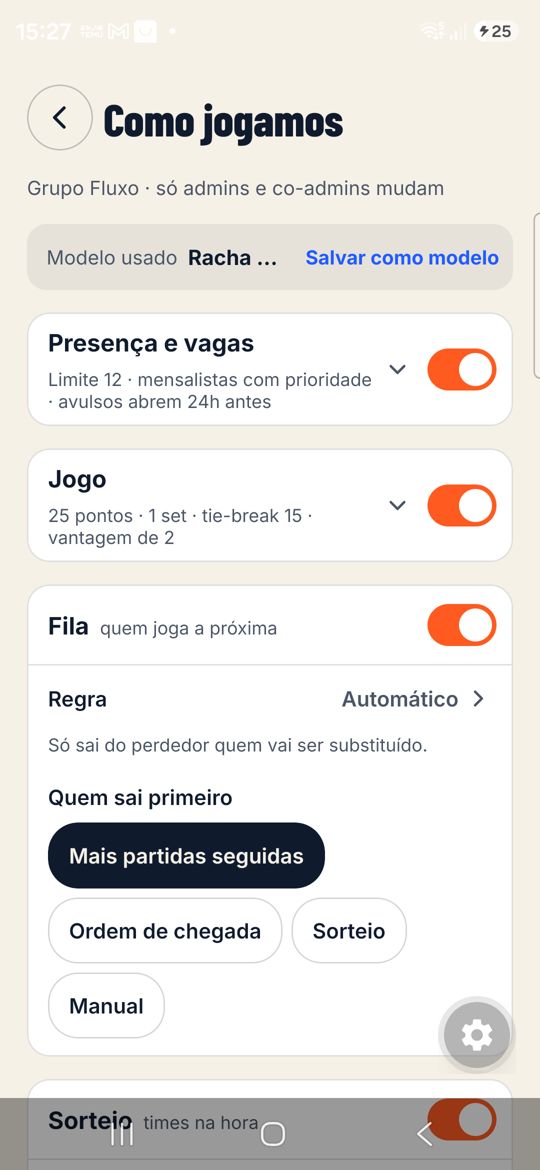 15:27
25
Como jogamos
Grupo Fluxo · só admins e co-admins mudam
Modelo usado Racha ... Salvar como modelo
Presença e vagas
Limite 12 · mensalistas com prioridade
· avulsos abrem 24h antes
Jogo
25 pontos · 1 set · tie-break 15 ·
vantagem de 2
Fila quem joga a próxima
Regra Automático
Só sai do perdedor quem vai ser substituído.
Quem sai primeiro
Mais partidas seguidas
Ordem de chegada Sorteio
Manual
Sorteio times na hora